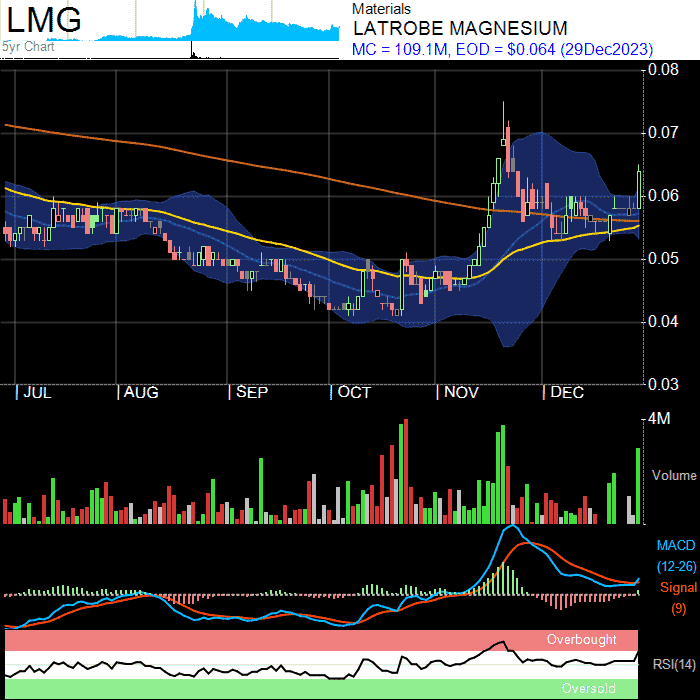 LMG
5yr Chart
Materials
LATROBE MAGNESIUM
MC = 109.1M, EOD = $0.064 (29Dec2023)
0.08
0.07
0.06
0.05
0.04
0.03
JUL
AUG
SEP
OCT
NOV
DEC
4M
Volume
MACD
(12-26)
Signal
(9)
Overbought
RSI(14)
Oversold